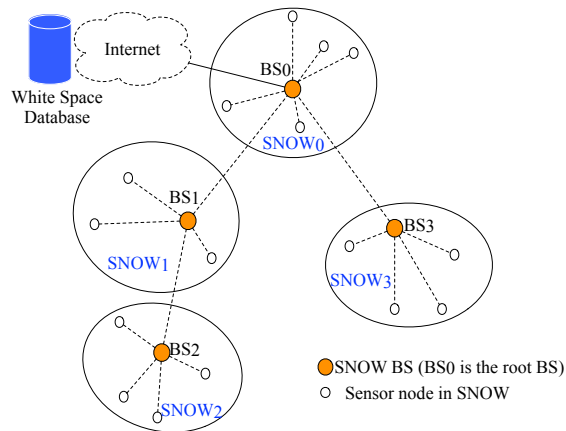 Internet
White Space
Database
BS0
SNOW0
BS1
SNOW1
BS3
SNOW3
BS2
SNOW2
SNOW BS (BS0 is the root BS)
Sensor node in SNOW